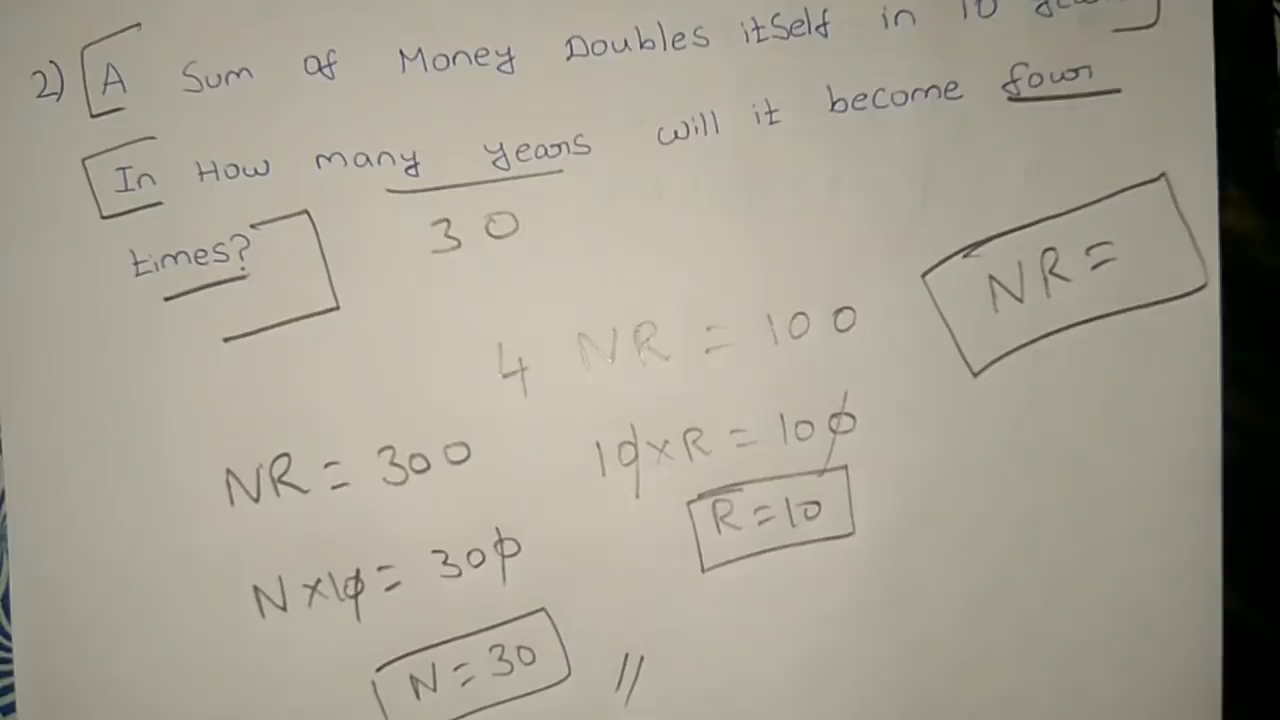 2) A Sum of Money Doubles itself in 10
In How many years will it become four
times?
30
4 NR = 100
NR =
NR = 300
10×R = 100
R = 10
N×10 = 300
N = 30 //